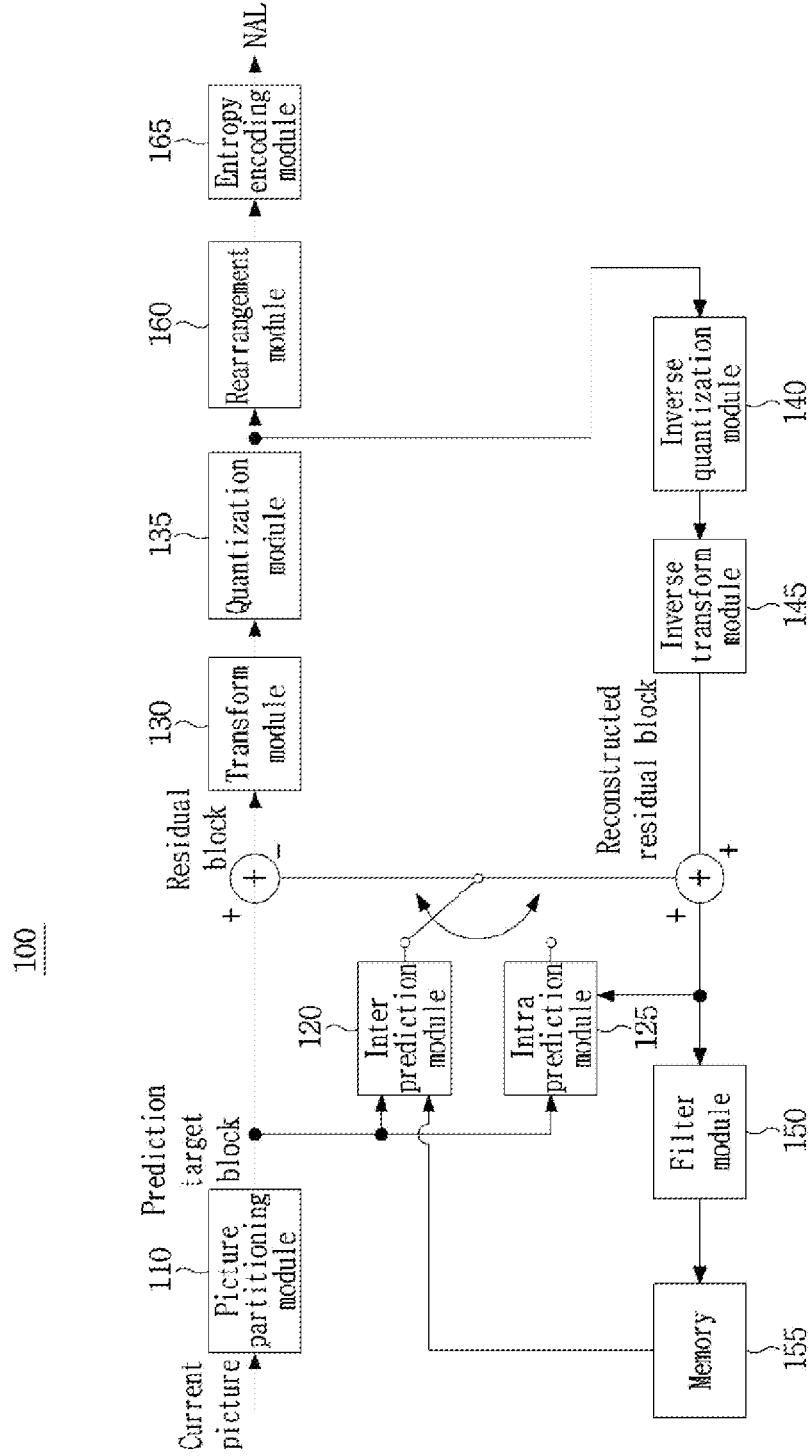 100
Current
picture
110
Picture
partitioning
module
Prediction
target
block
Residual
block
+
+
-
130
Transform
module
135
Quantization
module
160
Rearrangement
module
165
Entropy
encoding
module
NAL
120
Inter
prediction
module
Intra
prediction
module
125
Reconstructed
residual block
+
+
+
Memory
155
Filter
module
150
Inverse
transform
module
145
Inverse
quantization
module
140